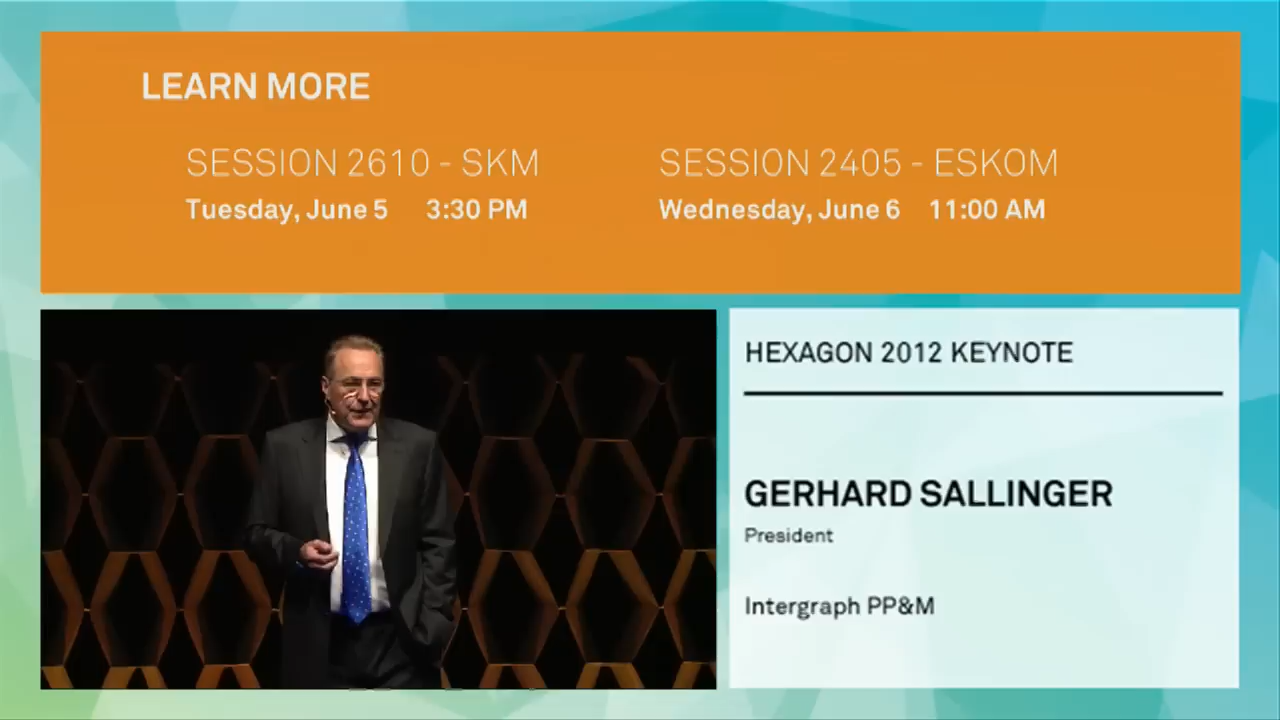 LEARN MORE
SESSION 2610 - SKM
Tuesday, June 5 3:30 PM
SESSION 2405 - ESKOM
Wednesday, June 6 11:00 AM
HEXAGON 2012 KEYNOTE
GERHARD SALLINGER
President
Intergraph PP&M